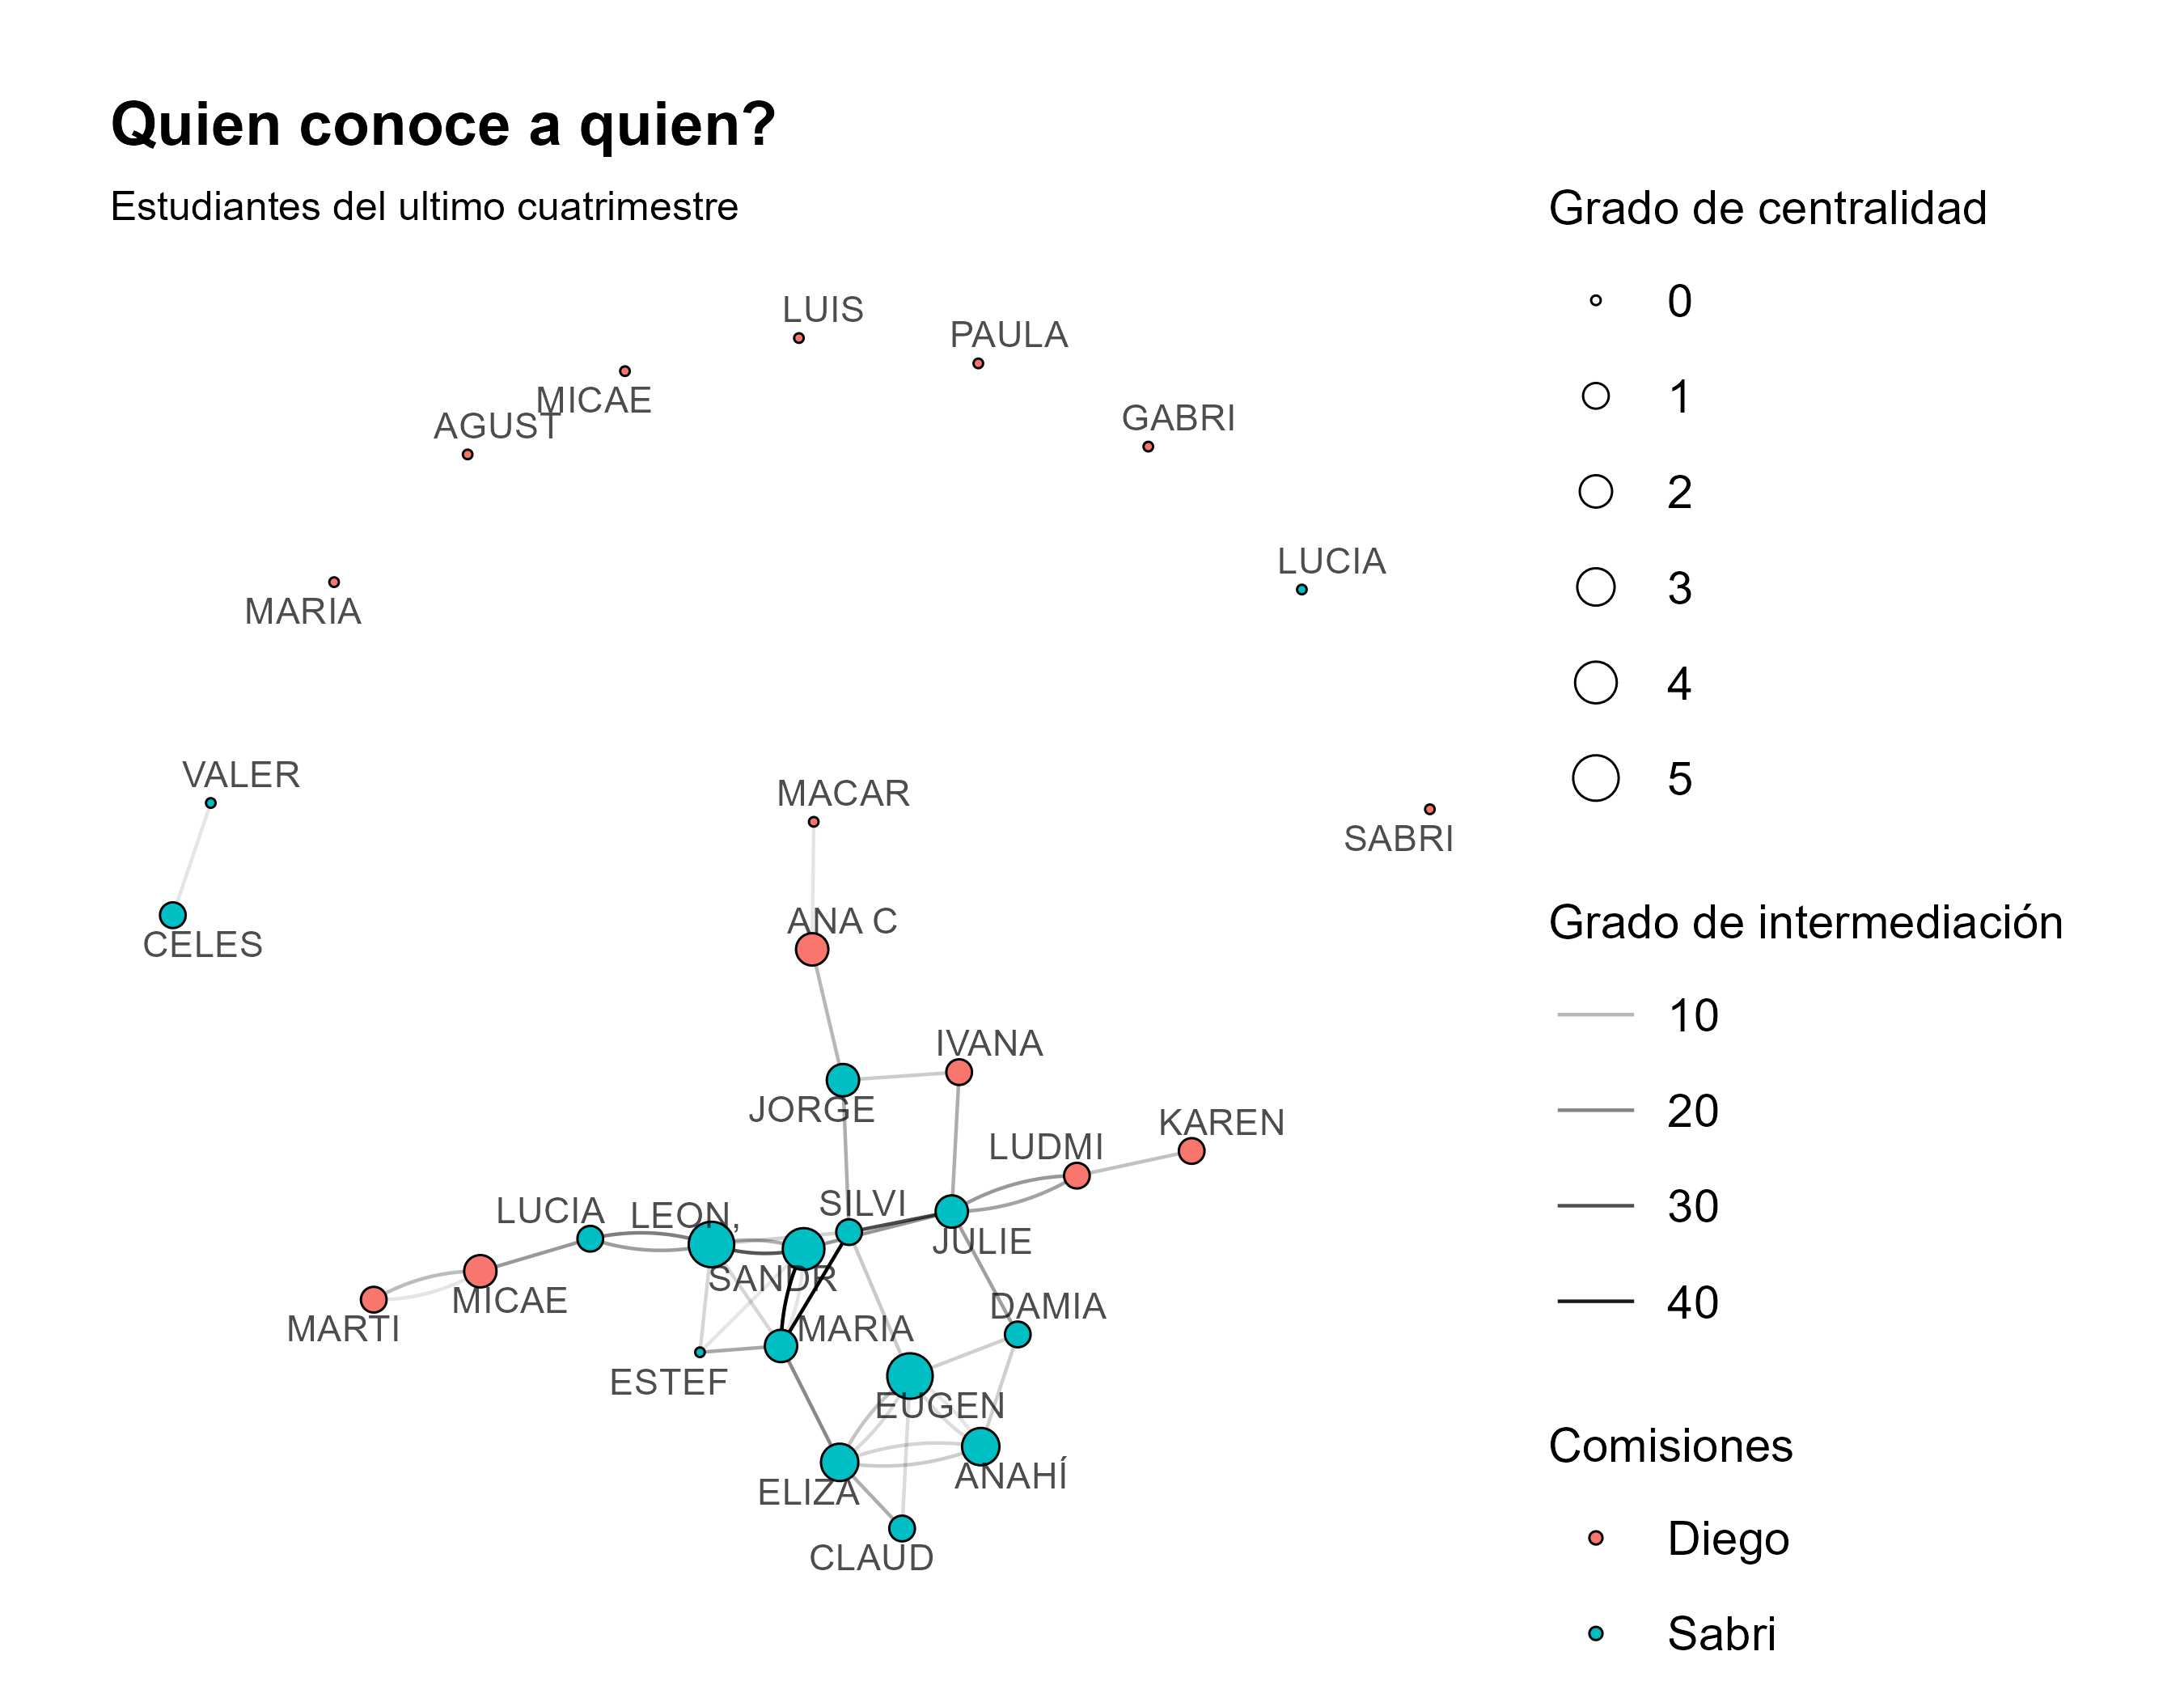 Quien conoce a quien?
Estudiantes del ultimo cuatrimestre
LUIS
PAULA
MICAE
GABRI
AGUST
LUCIA
MARIA
VALER
MACAR
SABRI
CELES
ANA C
IVANA
JORGE
KAREN
LUDMI
LUCIA
LEON,
SILVI
JULIE
SANDR
MICAE
MARTI
DAMIA
MARIA
ESTEF
EUGEN
ANAHÍ
ELIZA
CLAUD
Grado de centralidad
0
1
2
3
4
5
Grado de intermediación
10
20
30
40
Comisiones
Diego
Sabri